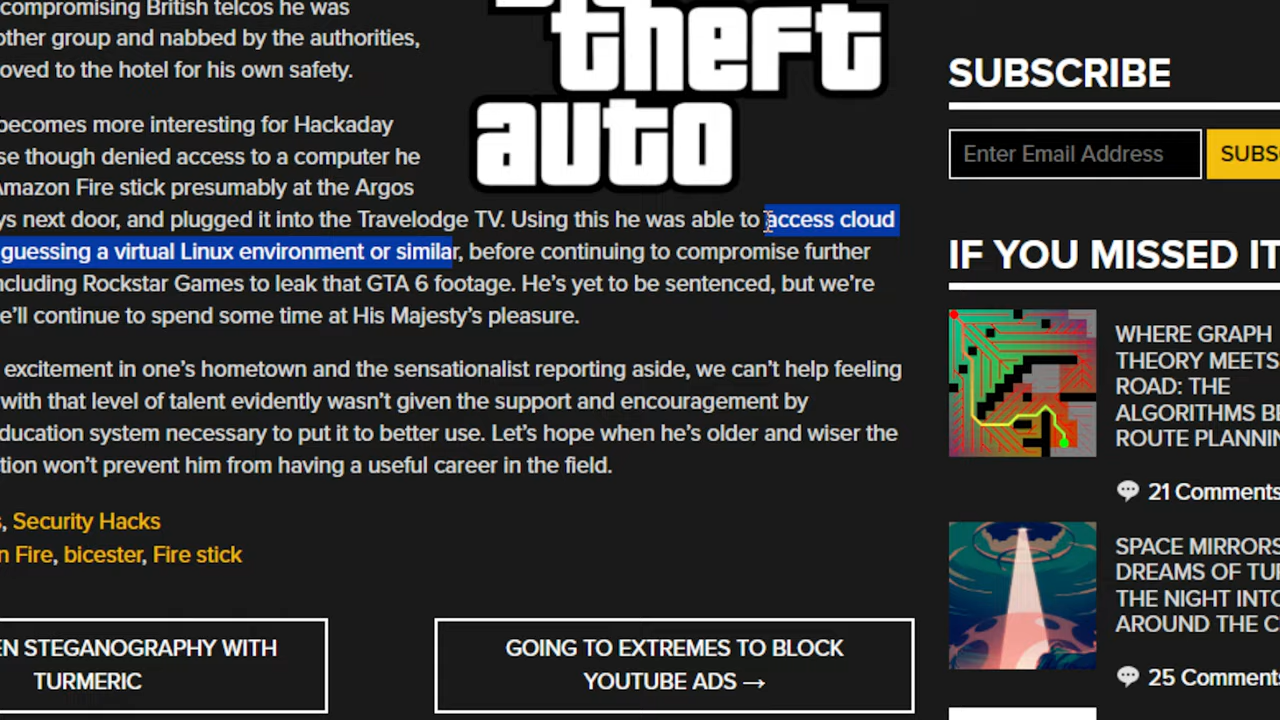 compromising British telcos he was
other group and nabbed by the authorities,
oved to the hotel for his own safety.
becomes more interesting for Hackaday
se though denied access to a computer he
Amazon Fire stick presumably at the Argos
ys next door, and plugged it into the Travelodge TV. Using this he was able to access cloud
guessing a virtual Linux environment or similar, before continuing to compromise further
ncluding Rockstar Games to leak that GTA 6 footage. He’s yet to be sentenced, but we’re
e’ll continue to spend some time at His Majesty’s pleasure.
excitement in one’s hometown and the sensationalist reporting aside, we can’t help feeling
with that level of talent evidently wasn’t given the support and encouragement by
ducation system necessary to put it to better use. Let’s hope when he’s older and wiser the
tion won’t prevent him from having a useful career in the field.
s, Security Hacks
n Fire, bicester, Fire stick
EN STEGANOGRAPHY WITH
TURMERIC
GOING TO EXTREMES TO BLOCK
YOUTUBE ADS →
theft
auto
SUBSCRIBE
Enter Email Address
SUBS
IF YOU MISSED IT
WHERE GRAPH
THEORY MEETS
ROAD: THE
ALGORITHMS BE
ROUTE PLANNIN
21 Comments
SPACE MIRRORS
DREAMS OF TUR
THE NIGHT INTO
AROUND THE C
25 Comments